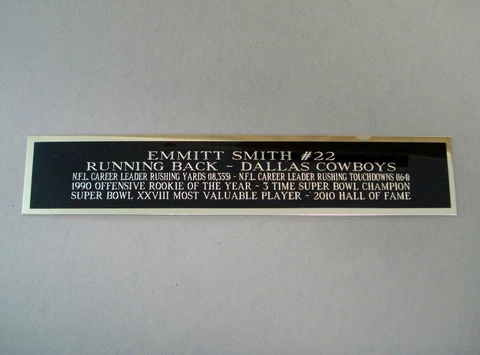 EMMITT SMITH #22
RUNNING BACK ~ DALLAS COWBOYS
N.F.L. CAREER LEADER RUSHING YARDS (18,355) ~ N.F.L. CAREER LEADER RUSHING TOUCHDOWNS (164)
1990 OFFENSIVE ROOKIE OF THE YEAR ~ 3 TIME SUPER BOWL CHAMPION
SUPER BOWL XXVIII MOST VALUABLE PLAYER ~ 2010 HALL OF FAME